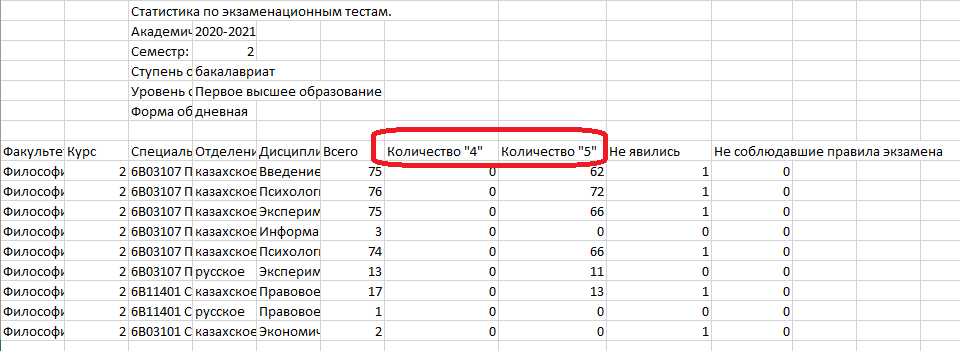 Статистика по экзаменационным тестам.
Академич 2020-2021
Семестр: 2
Ступень о бакалавриат
Уровень о Первое высшее образование
Форма об дневная
Факультет Курс Специаль Отделени Дисципли Всего Количество "4" Количество "5" Не явились Не соблюдавшие правила экзамена
Философи 2 6B03107 П казахское Введение 75 0 62 1 0
Философи 2 6B03107 П казахское Психолог 76 0 72 1 0
Философи 2 6B03107 П казахское Эксперим 75 0 66 1 0
Философи 2 6B03107 П казахское Информа 3 0 0 0 0
Философи 2 6B03107 П казахское Психолог 74 0 66 1 0
Философи 2 6B03107 П русское Эксперим 13 0 11 0 0
Философи 2 6B11401 С казахское Правовое 17 0 13 1 0
Философи 2 6B11401 С русское Правовое 1 0 0 0 0
Философи 2 6B03101 С казахское Экономич 2 0 0 1 0